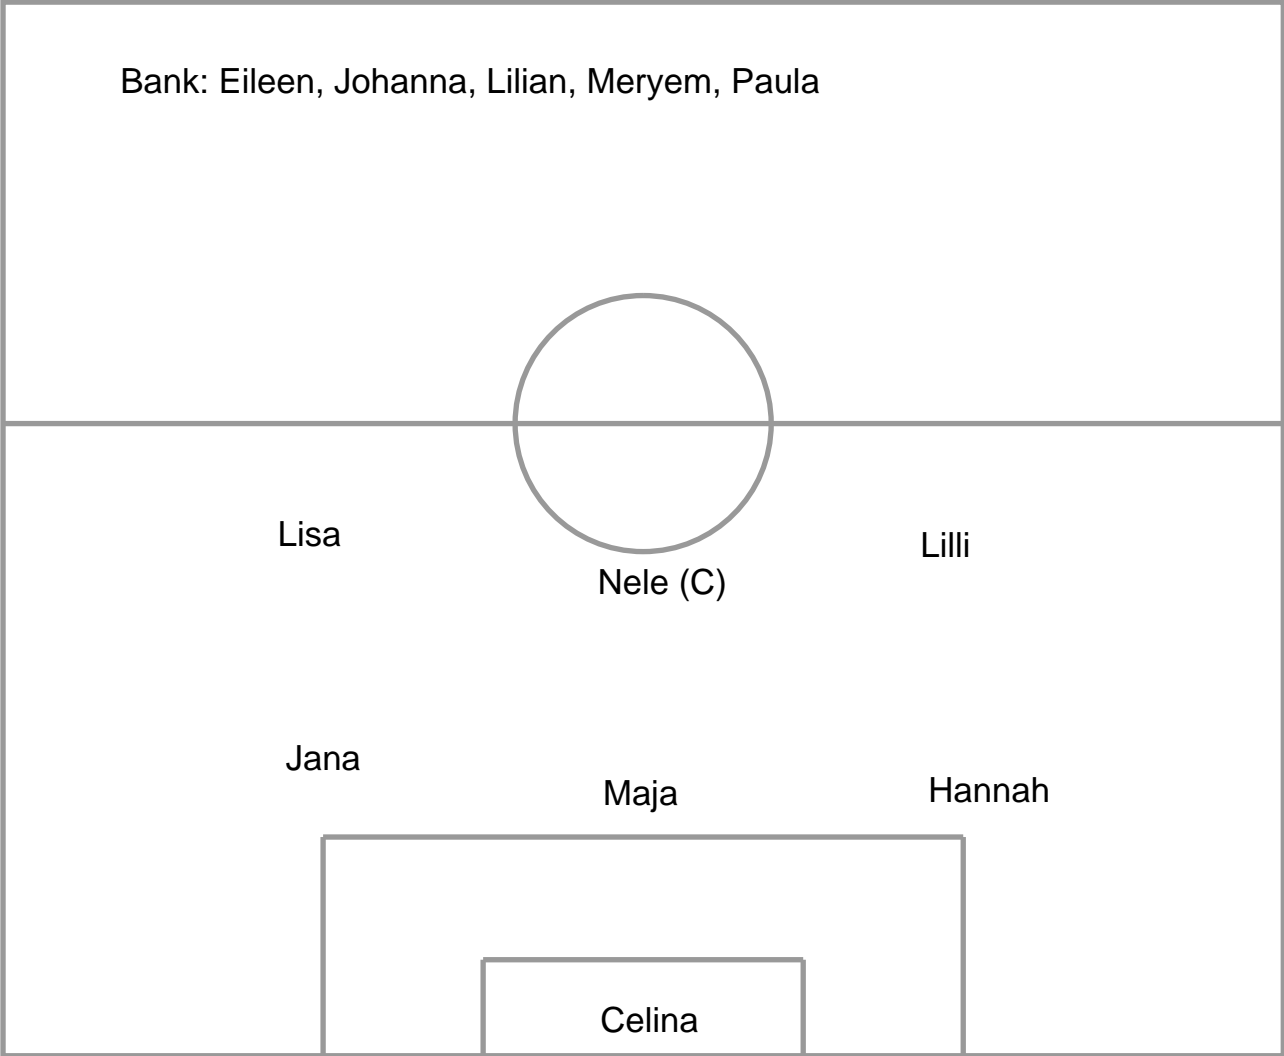 Bank: Eileen, Johanna, Lilian, Meryem, Paula
Lisa
Lilli
Nele (C)
Jana
Maja
Hannah
Celina